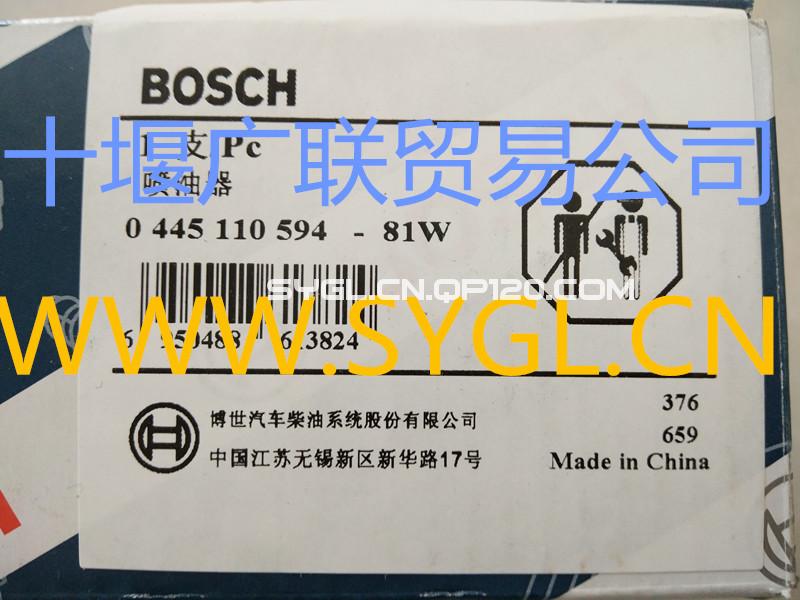 BOSCH
十堰广联贸易公司
1 支 Pc
喷油器
0 445 110 594 - 81W
SYGL.CN.QP120.COM
WWW.SYGL.CN
博世汽车柴油系统股份有限公司
376
659
中国江苏无锡新区新华路17号
Made in China